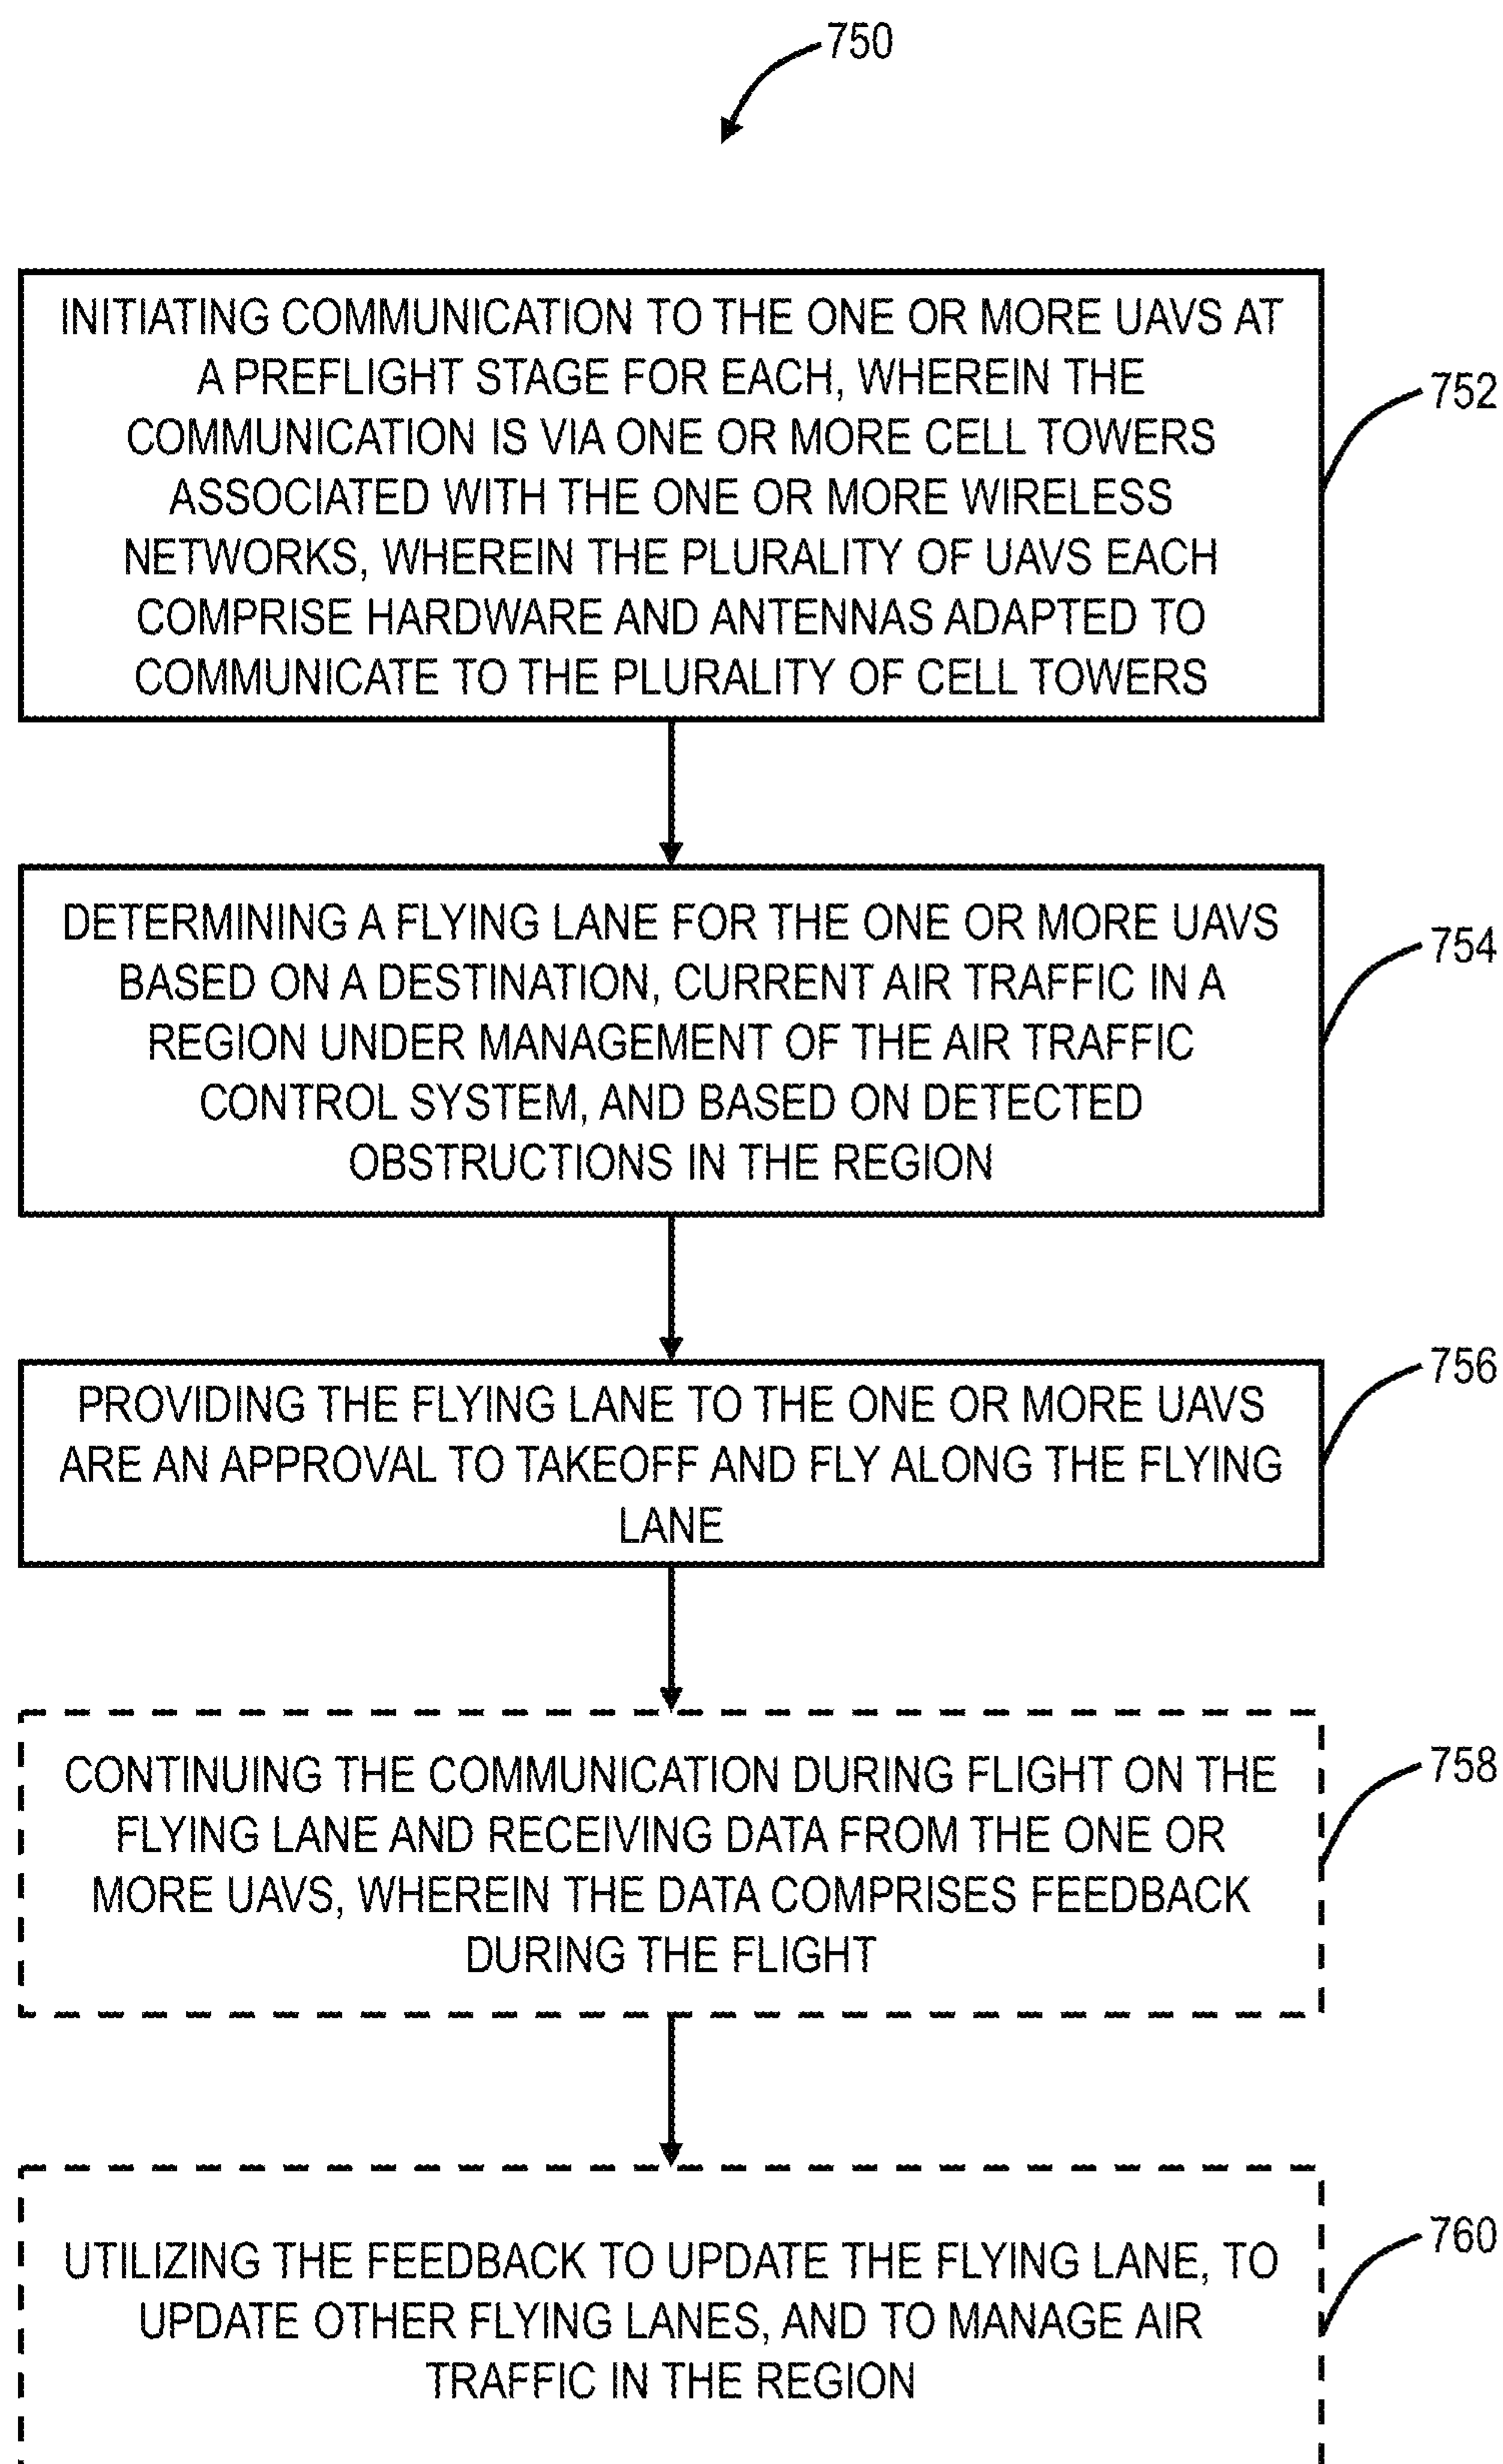 750
INITIATING COMMUNICATION TO THE ONE OR MORE UAVS AT
A PREFLIGHT STAGE FOR EACH, WHEREIN THE
COMMUNICATION IS VIA ONE OR MORE CELL TOWERS
ASSOCIATED WITH THE ONE OR MORE WIRELESS
NETWORKS, WHEREIN THE PLURALITY OF UAVS EACH
COMPRISE HARDWARE AND ANTENNAS ADAPTED TO
COMMUNICATE TO THE PLURALITY OF CELL TOWERS
752
DETERMINING A FLYING LANE FOR THE ONE OR MORE UAVS
BASED ON A DESTINATION, CURRENT AIR TRAFFIC IN A
REGION UNDER MANAGEMENT OF THE AIR TRAFFIC
CONTROL SYSTEM, AND BASED ON DETECTED
OBSTRUCTIONS IN THE REGION
754
PROVIDING THE FLYING LANE TO THE ONE OR MORE UAVS
ARE AN APPROVAL TO TAKEOFF AND FLY ALONG THE FLYING
LANE
756
CONTINUING THE COMMUNICATION DURING FLIGHT ON THE
FLYING LANE AND RECEIVING DATA FROM THE ONE OR
MORE UAVS, WHEREIN THE DATA COMPRISES FEEDBACK
DURING THE FLIGHT
758
UTILIZING THE FEEDBACK TO UPDATE THE FLYING LANE, TO
UPDATE OTHER FLYING LANES, AND TO MANAGE AIR
TRAFFIC IN THE REGION
760